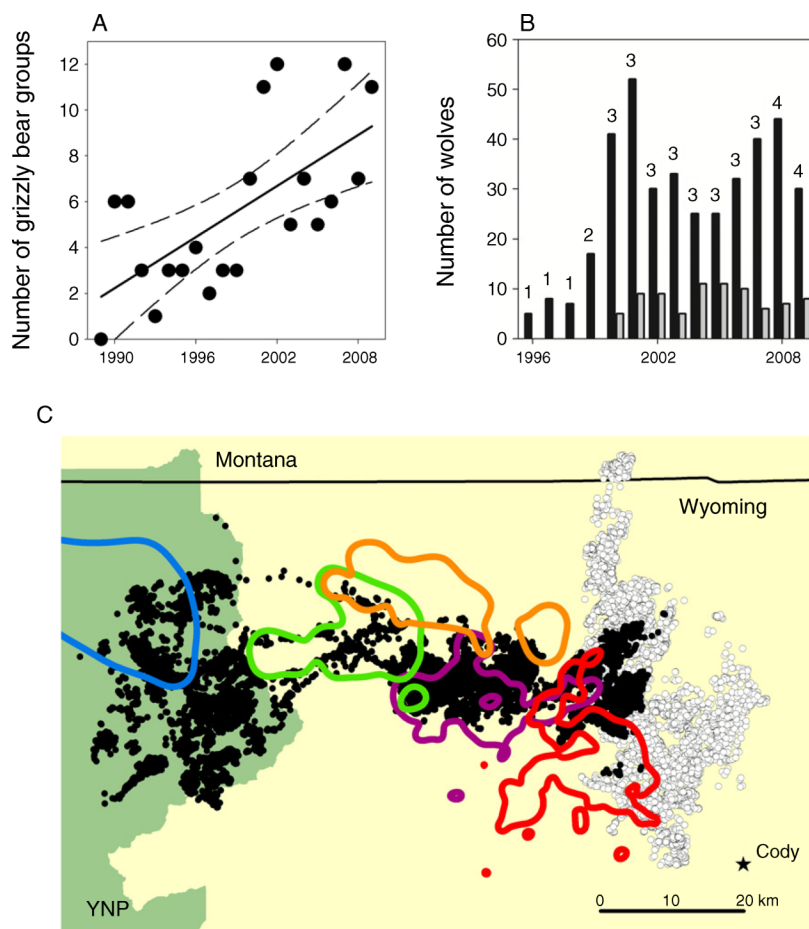 A
Number of grizzly bear groups
12
10
8
6
4
2
0
1990 1996 2002 2008
B
Number of wolves
60
50
40
30
20
10
0
1 1 1 2 3 3 3 3 3 3 3 3 4 4
1996 2002 2008
C
Montana
Wyoming
Cody
YNP
0 10 20 km